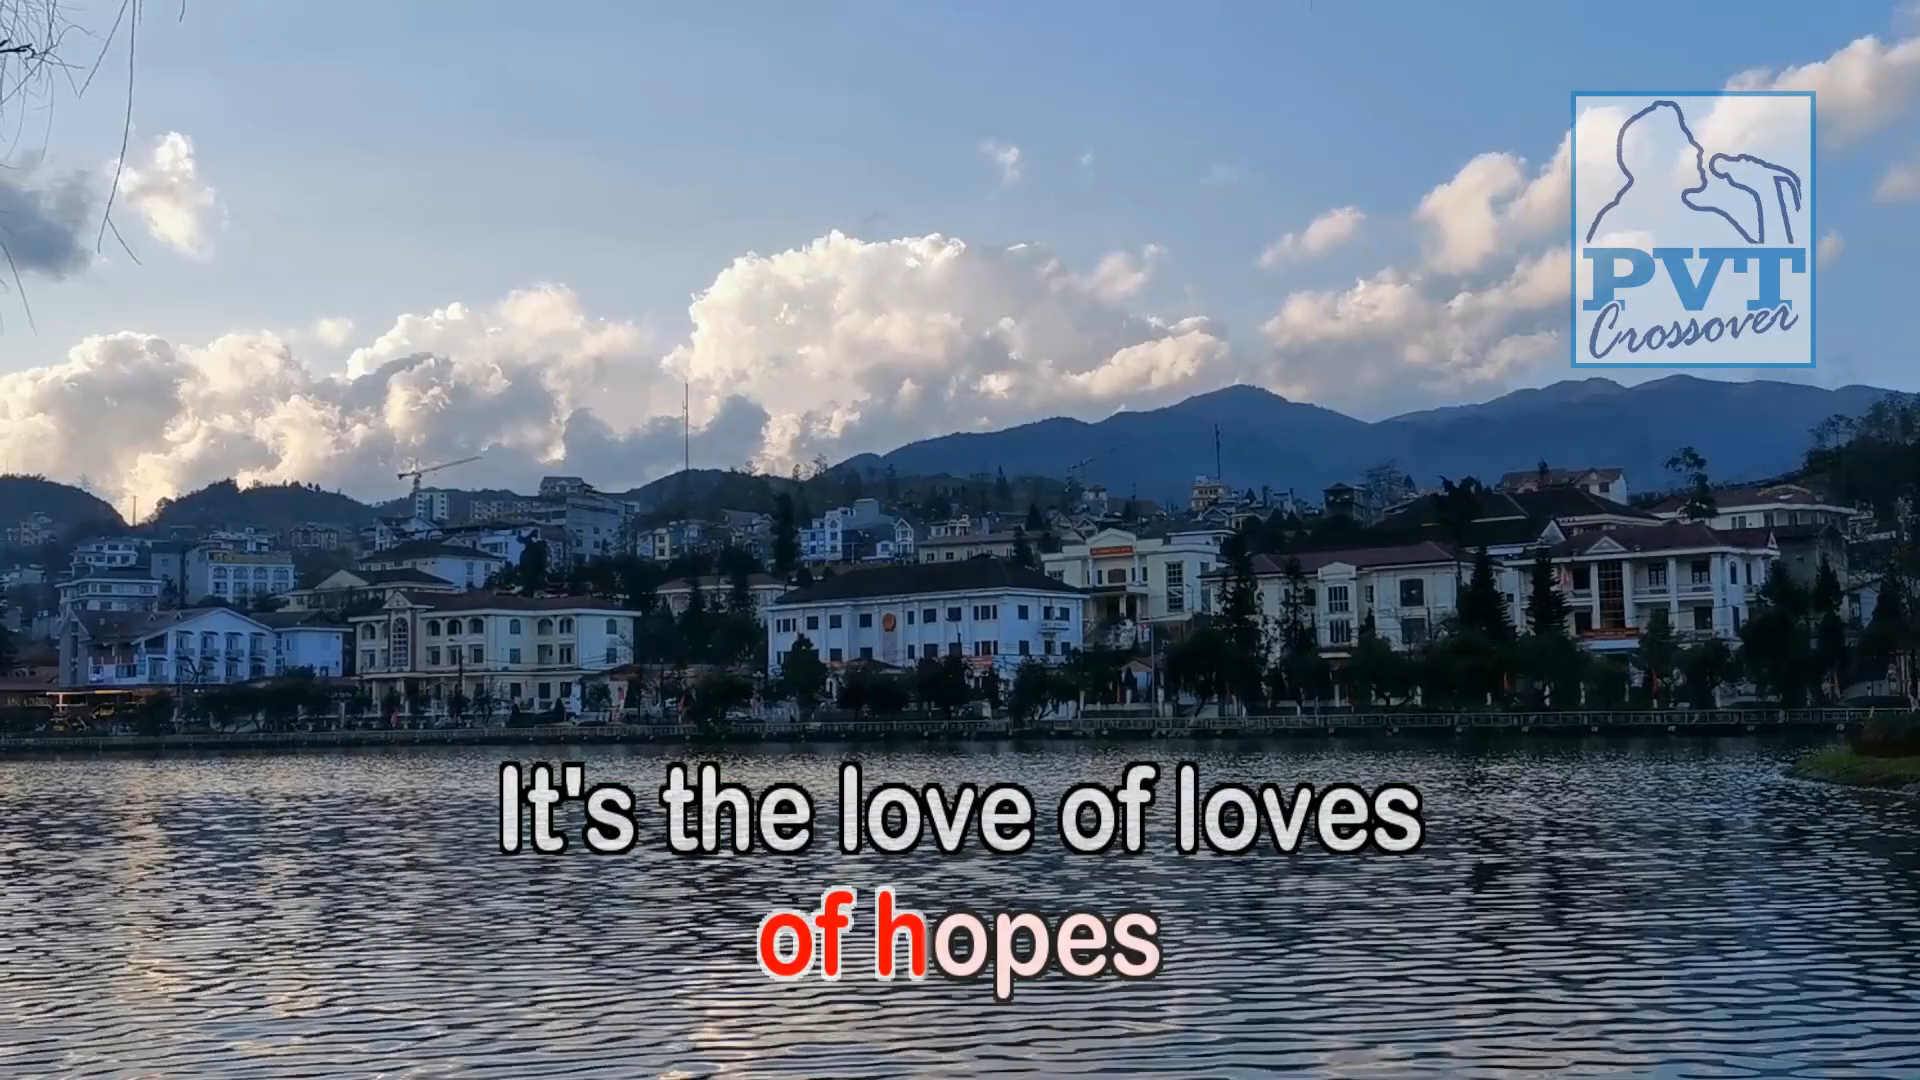 PVT
Crossover
It's the love of loves
of hopes